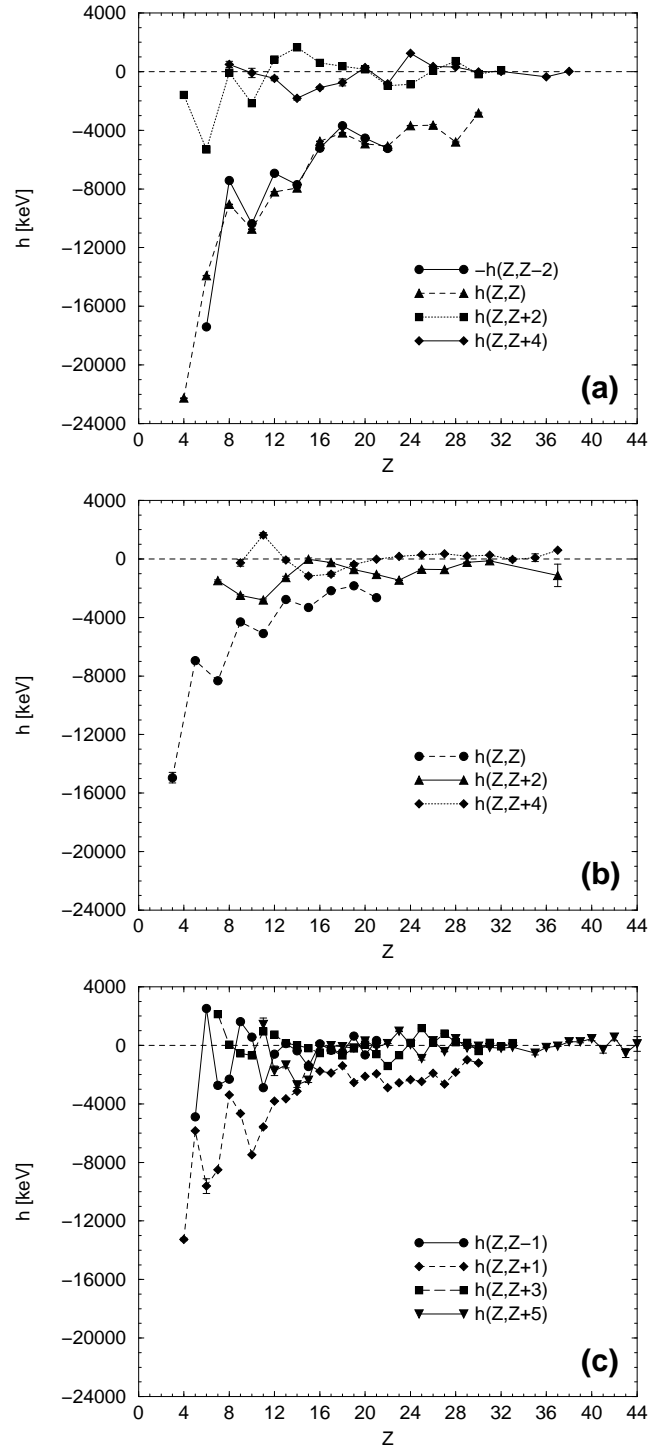 4000
0
−4000
−8000
−12000
−16000
−20000
−24000
h [keV]
−h(Z,Z−2)
h(Z,Z)
h(Z,Z+2)
h(Z,Z+4)
(a)
0 4 8 12 16 20 24 28 32 36 40 44
Z
4000
0
−4000
−8000
−12000
−16000
−20000
−24000
h [keV]
h(Z,Z)
h(Z,Z+2)
h(Z,Z+4)
(b)
0 4 8 12 16 20 24 28 32 36 40 44
Z
4000
0
−4000
−8000
−12000
−16000
−20000
−24000
h [keV]
h(Z,Z−1)
h(Z,Z+1)
h(Z,Z+3)
h(Z,Z+5)
(c)
0 4 8 12 16 20 24 28 32 36 40 44
Z